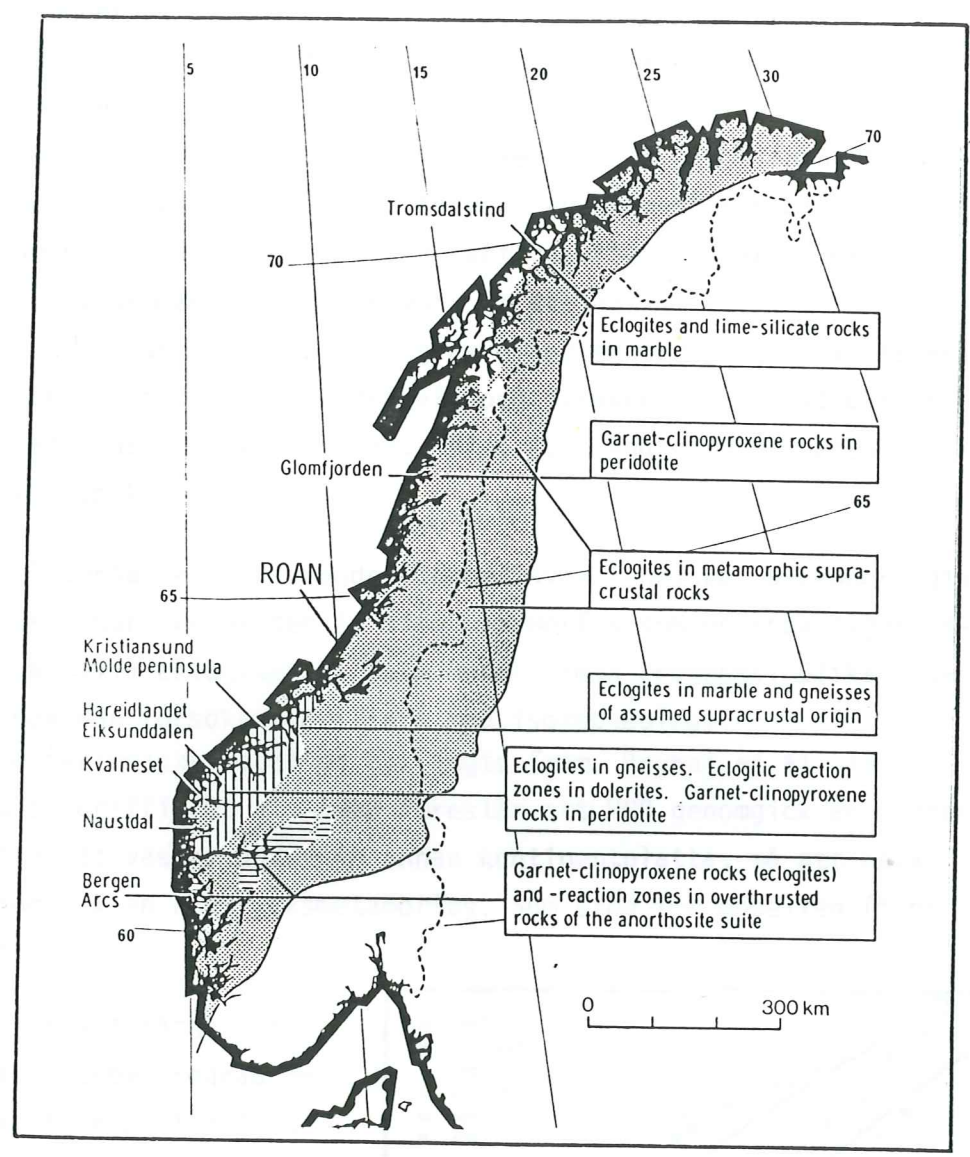 5
10
15
20
25
30
70
Tromsdalstind
70
Eclogites and lime-silicate rocks
in marble
Garnet-clinopyroxene rocks in
peridotite
Glomfjorden
65
Eclogites in metamorphic supra-
crustal rocks
ROAN
65
Kristiansund
Molde peninsula
Eclogites in marble and gneisses
of assumed supracrustal origin
Hareidlandet
Eiksunddalen
Kvalneset
Eclogites in gneisses. Eclogitic reaction
zones in dolerites. Garnet-clinopyroxene
rocks in peridotite
Naustdal
Garnet-clinopyroxene rocks (eclogites)
and -reaction zones in overthrusted
rocks of the anorthosite suite
Bergen
Arcs
60
0 300 km